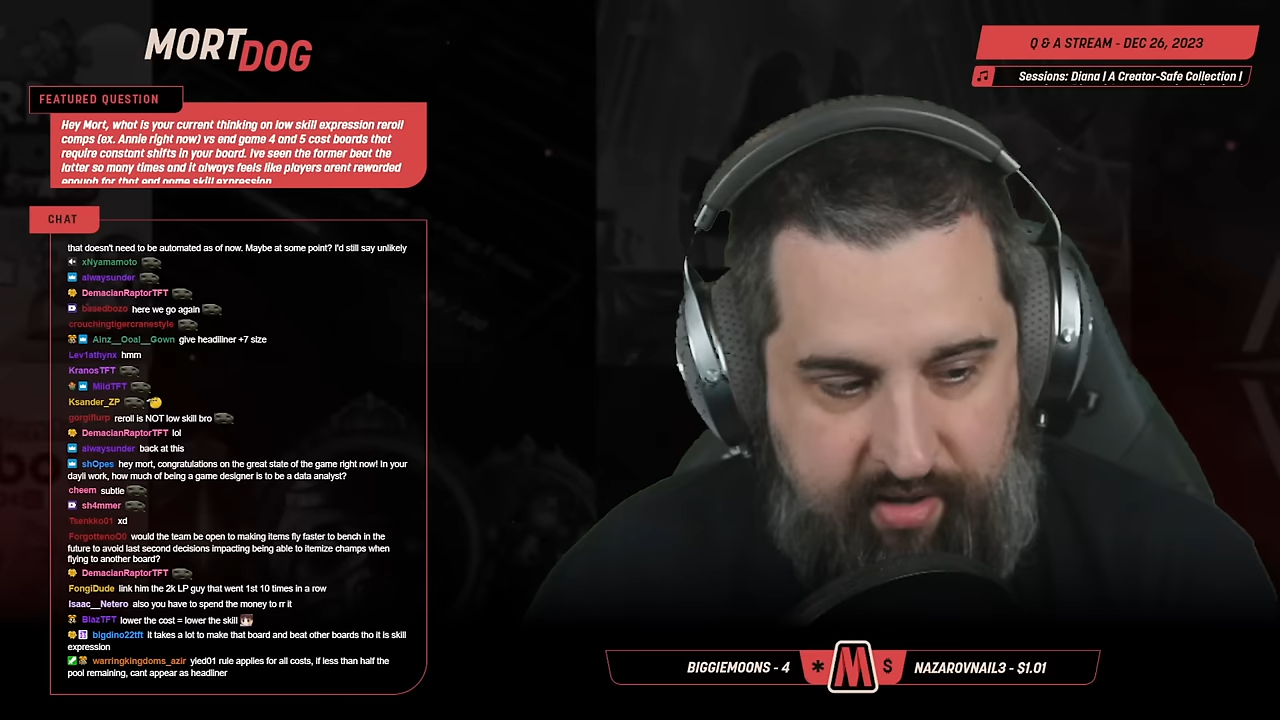 MORTDOG
Q & A STREAM - DEC 26, 2023
Sessions: Diana | A Creator-Safe Collection |
FEATURED QUESTION
Hey Mort, what is your current thinking on low skill expression reroll
comps (ex. Annie right now) vs end game 4 and 5 cost boards that
require constant shifts in your board. Ive seen the former beat the
latter so many times and it always feels like players arent rewarded
enough for that end game skill expression
CHAT
that doesn't need to be automated as of now. Maybe at some point? I'd still say unlikely
xNyamamoto
alwaysunder
DemacianRaptorTFT
basedbozo here we go again
crouchingtigercranestyle
Ainz__Ooal__Gown give headliner +7 size
Lev1athynx hmm
KranosTFT
MildTFT
Ksander_ZP
gorgiflurp reroll is NOT low skill bro
DemacianRaptorTFT lol
alwaysunder back at this
shOpes hey mort, congratulations on the great state of the game right now! In your
dayli work, how much of being a game designer is to be a data analyst?
cheem subtle
sh4mmer
Tsenkko01 xd
ForgottenoO0 would the team be open to making items fly faster to bench in the
future to avoid last second decisions impacting being able to itemize champs when
flying to another board?
DemacianRaptorTFT
FongiDude link him the 2k LP guy that went 1st 10 times in a row
Isaac__Netero also you have to spend the money to rr it
BlazTFT lower the cost = lower the skill
bigdino22tft it takes a lot to make that board and beat other boards tho it is skill
expression
warringkingdoms_azir yled01 rule applies for all costs, if less than half the
pool remaining, cant appear as headliner
BIGGIEMOONS - 4 * M $ NAZAROVNAIL3 - $1.01